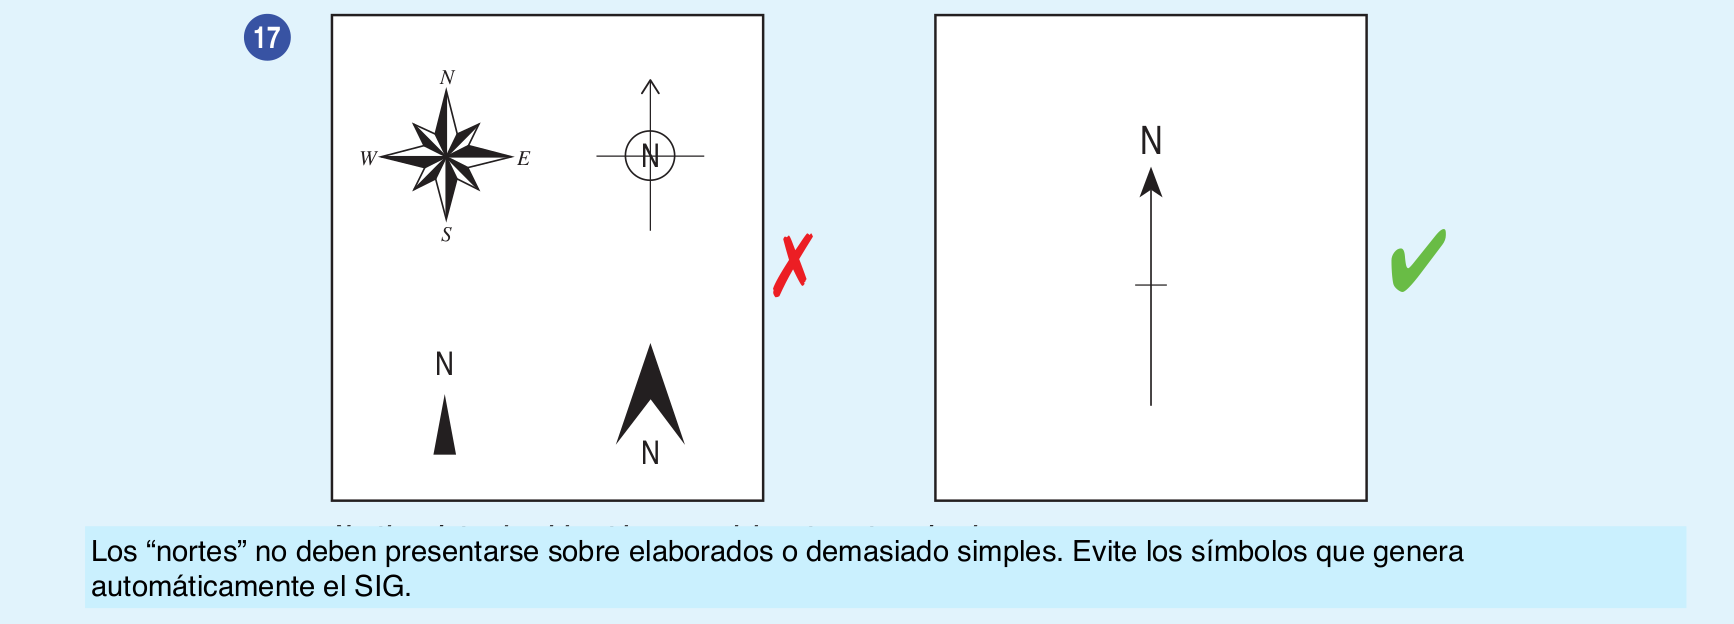 17
N
W E
S
N
N
N
N
Los “nortes” no deben presentarse sobre elaborados o demasiado simples. Evite los símbolos que genera
automáticamente el SIG.